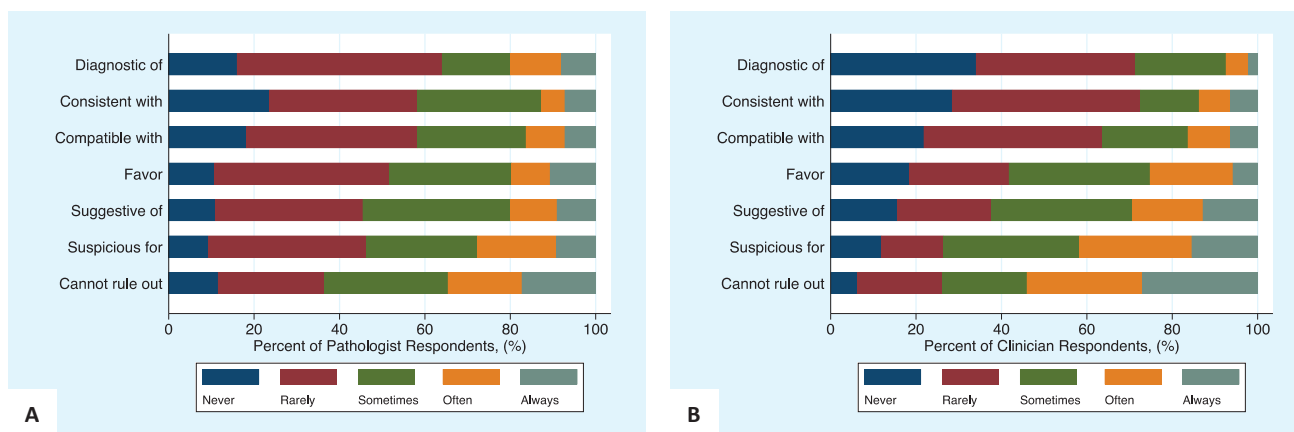 Diagnostic of
Consistent with
Compatible with
Favor
Suggestive of
Suspicious for
Cannot rule out
0 20 40 60 80 100
Percent of Pathologist Respondents, (%)
Never Rarely Sometimes Often Always
A
Diagnostic of
Consistent with
Compatible with
Favor
Suggestive of
Suspicious for
Cannot rule out
0 20 40 60 80 100
Percent of Clinician Respondents, (%)
Never Rarely Sometimes Often Always
B